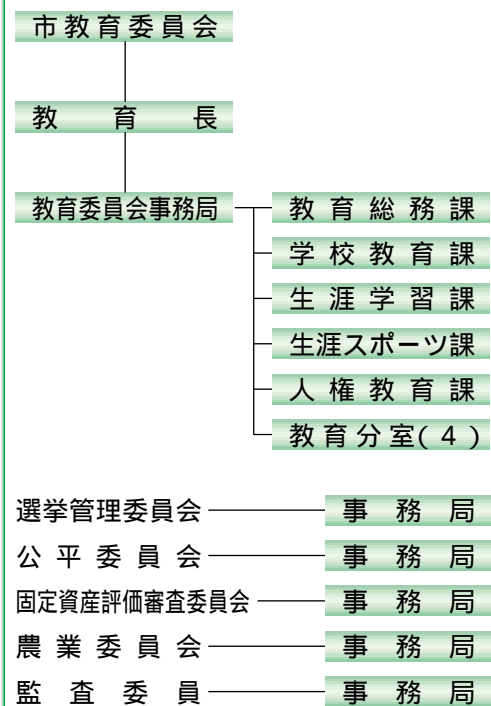 市教育委員会
教育長
教育委員会事務局 教育総務課
学校教育課
生涯学習課
生涯スポーツ課
人権教育課
教育分室(4)
選挙管理委員会 事務局
公平委員会 事務局
固定資産評価審査委員会 事務局
農業委員会 事務局
監査委員 事務局